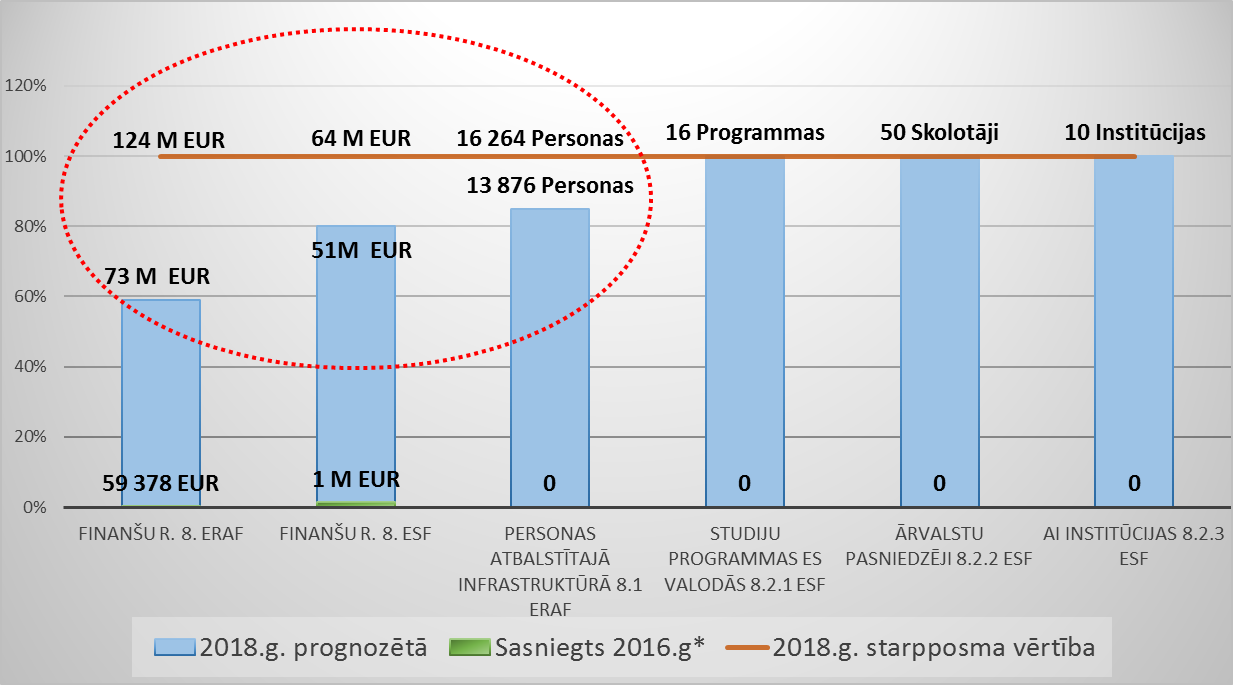 120%
124 M EUR
64 M EUR
16 264 Personas
16 Programmas
50 Skolotāji
10 Institūcijas
100%
13 876 Personas
80%
51M  EUR
73 M  EUR
60%
40%
20%
59 378 EUR
1 M EUR
0
0
0
0
0%
FINANŠU R.  8. ERAF
FINANŠU R.  8. ESF
PERSONAS
ATBALSTĪTAJĀ
INFRASTRUKTŪRĀ 8.1
ERAF
STUDIJU
PROGRAMMAS ES
VALODĀS 8.2.1 ESF
ĀRVALSTU
PASNIEDZĒJI 8.2.2 ESF
AI INSTITŪCIJAS 8.2.3
ESF
2018.g. prognozētā
Sasniegts 2016.g*
2018.g. starpposma vērtība